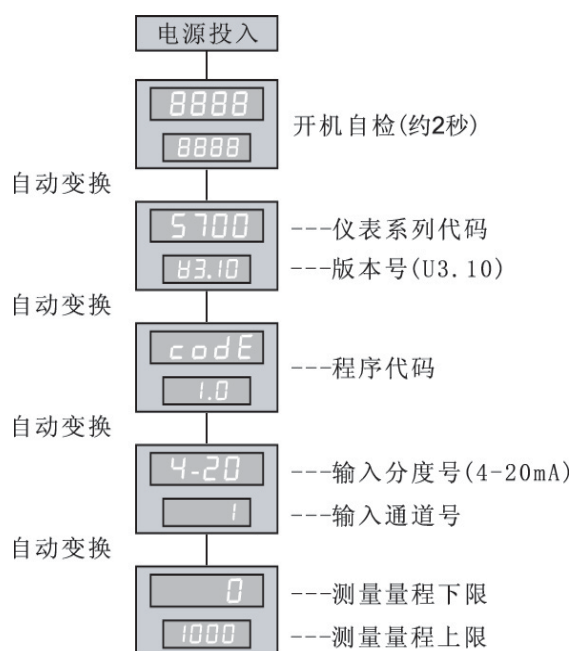 电源投入
8888
8888
开机自检(约2秒)
自动变换
5700
---仪表系列代码
U3.10
---版本号(U3.10)
自动变换
codE
1.0
---程序代码
自动变换
4-20
---输入分度号(4-20mA)
1
---输入通道号
自动变换
0
---测量量程下限
1000
---测量量程上限